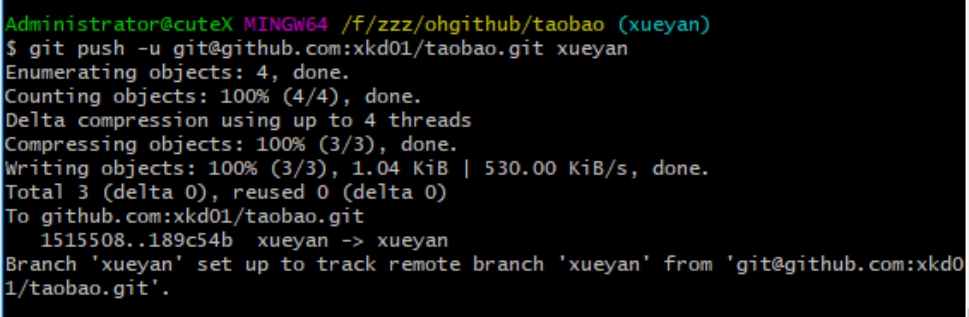 Administrator@cuteX MINGW64 /f/zzz/ohgithub/taobao (xueyan)
$ git push -u git@github.com:xkd01/taobao.git xueyan
Enumerating objects: 4, done.
Counting objects: 100% (4/4), done.
Delta compression using up to 4 threads
Compressing objects: 100% (3/3), done.
Writing objects: 100% (3/3), 1.04 KiB | 530.00 KiB/s, done.
Total 3 (delta 0), reused 0 (delta 0)
To github.com:xkd01/taobao.git
   1515508..189c54b  xueyan -> xueyan
Branch 'xueyan' set up to track remote branch 'xueyan' from 'git@github.com:xkd0
1/taobao.git'.